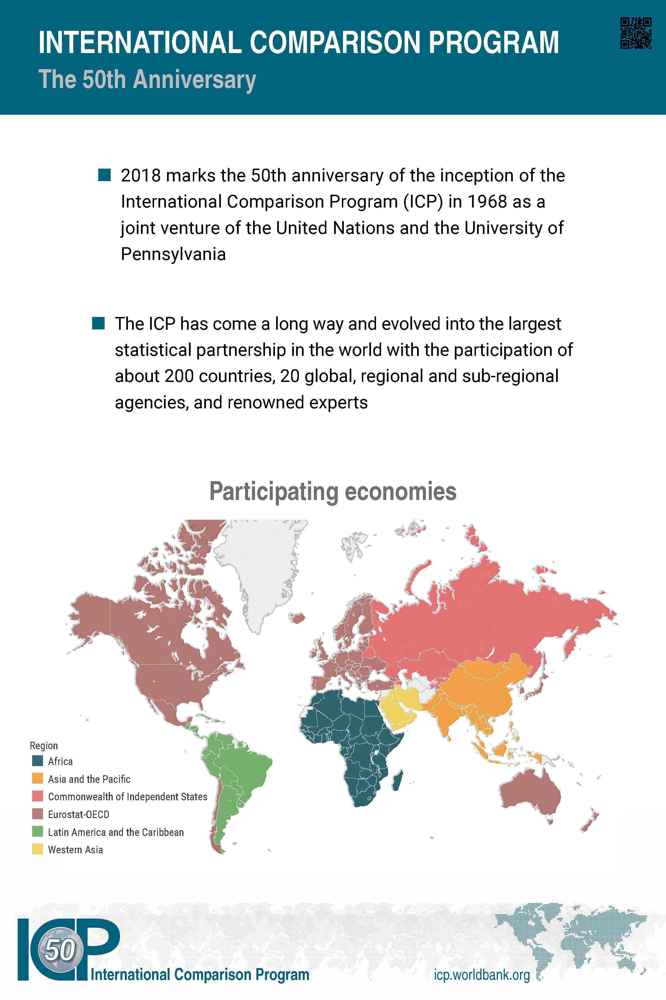 INTERNATIONAL COMPARISON PROGRAM
The 50th Anniversary
2018 marks the 50th anniversary of the inception of the
International Comparison Program (ICP) in 1968 as a
joint venture of the United Nations and the University of
Pennsylvania
The ICP has come a long way and evolved into the largest
statistical partnership in the world with the participation of
about 200 countries, 20 global, regional and sub-regional
agencies, and renowned experts
Participating economies
Region
Africa
Asia and the Pacific
Commonwealth of Independent States
Eurostat-OECD
Latin America and the Caribbean
Western Asia
ICP
50
International Comparison Program
icp.worldbank.org